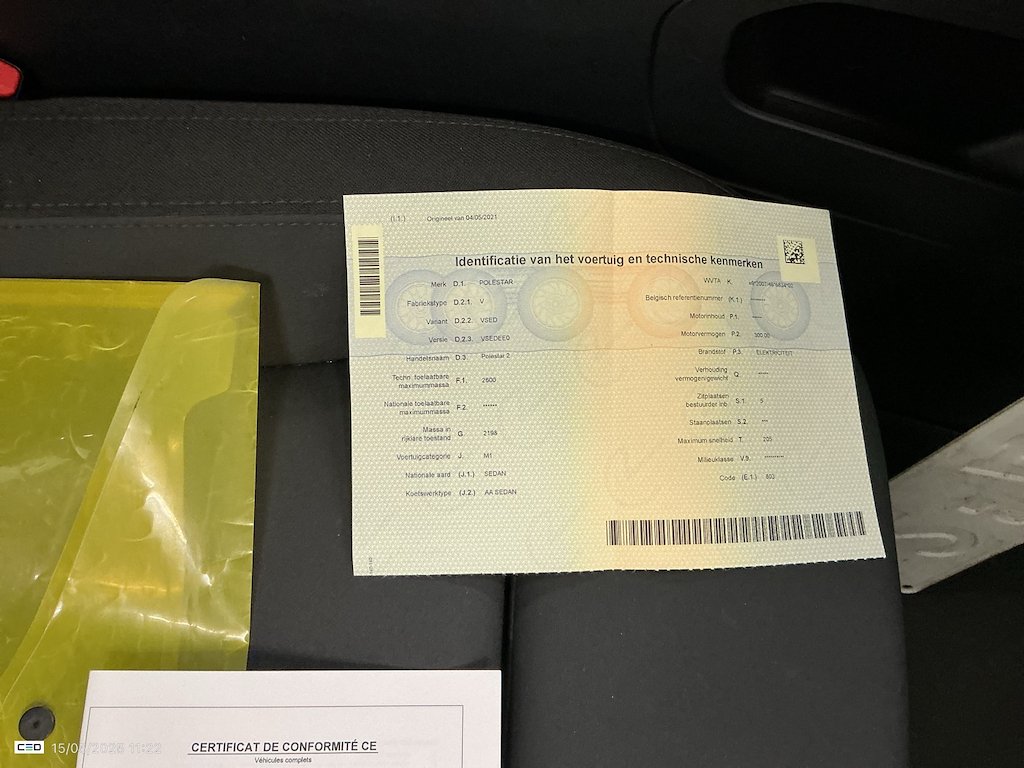 (I.1.) Origineel van 04/05/2021
Identificatie van het voertuig en technische kenmerken
Merk D.1. POLESTAR
Fabriekstype D.2.1. V
Variant D.2.2. VSED
Versie D.2.3. VSEDEE0
Handelsnaam D.3. Polestar 2
Techn. toelaatbare
maximummassa F.1. 2600
Nationale toelaatbare
maximummassa F.2. ******
Massa in
rijklare toestand G. 2198
Voertuigcategorie J. M1
Nationale aard (J.1.) SEDAN
Koetswerktype (J.2.) AA SEDAN
WVTA K.
Belgisch referentienummer (K.1.)
Motorinhoud P.1.
Motorvermogen P.2. 300.00
Brandstof P.3. ELEKTRICITEIT
Verhouding
vermogen/gewicht Q. *****
Zitplaatsen
bestuurder inb. S.1. 5
Staanplaatsen S.2. ***
Maximum snelheid T. 205
Milieuklasse V.9.
Code (E.1.) 603
CERTIFICAT DE CONFORMITÉ CE
Véhicules complets